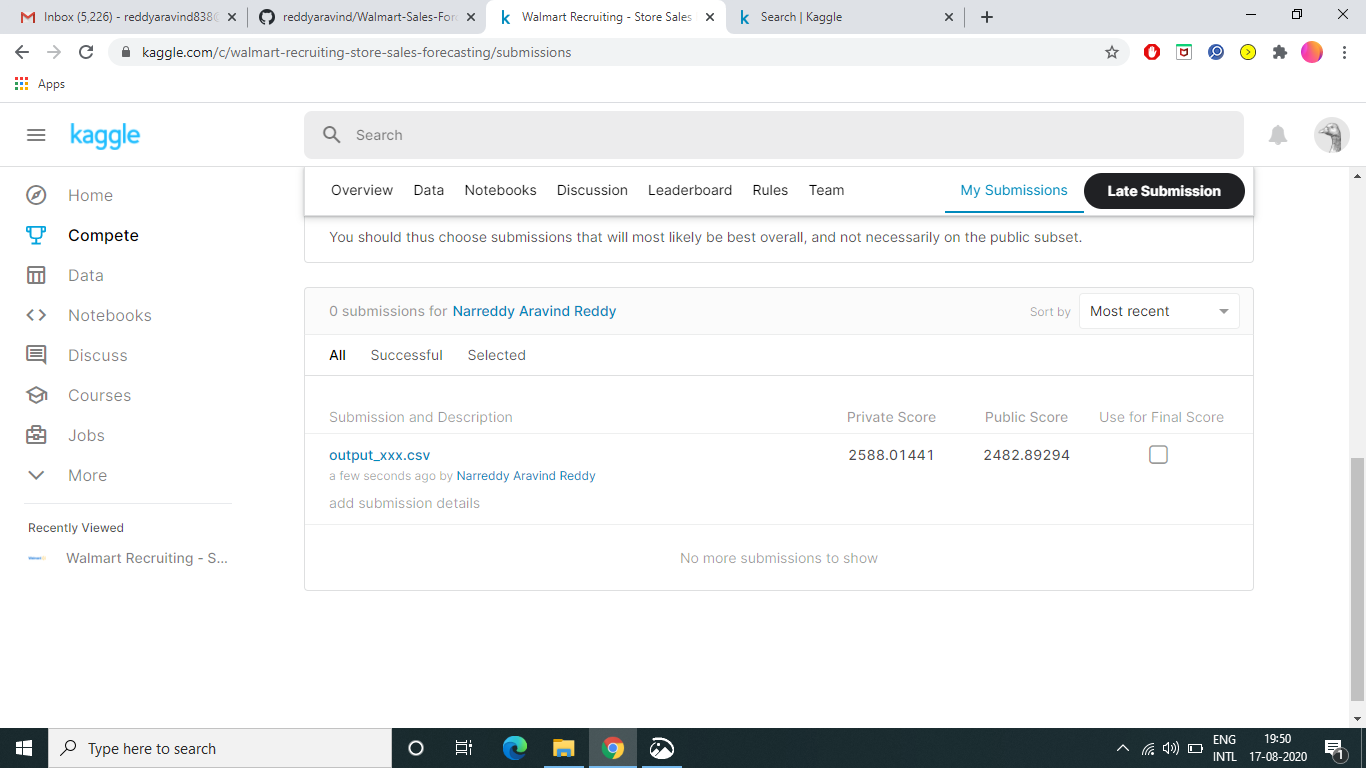 Inbox (5,226) - reddyaravind838@
reddyaravind/Walmart-Sales-Fore
Walmart Recruiting - Store Sales
Search | Kaggle
kaggle.com/c/walmart-recruiting-store-sales-forecasting/submissions
Apps
kaggle
Search
Overview Data Notebooks Discussion Leaderboard Rules Team My Submissions Late Submission
Home
Compete
Data
Notebooks
Discuss
Courses
Jobs
More
Recently Viewed
Walmart Recruiting - S...
You should thus choose submissions that will most likely be best overall, and not necessarily on the public subset.
0 submissions for Narreddy Aravind Reddy
Sort by Most recent
All Successful Selected
Submission and Description Private Score Public Score Use for Final Score
output_xxx.csv 2588.01441 2482.89294
a few seconds ago by Narreddy Aravind Reddy
add submission details
No more submissions to show
Type here to search
ENG
INTL
19:50
17-08-2020
1